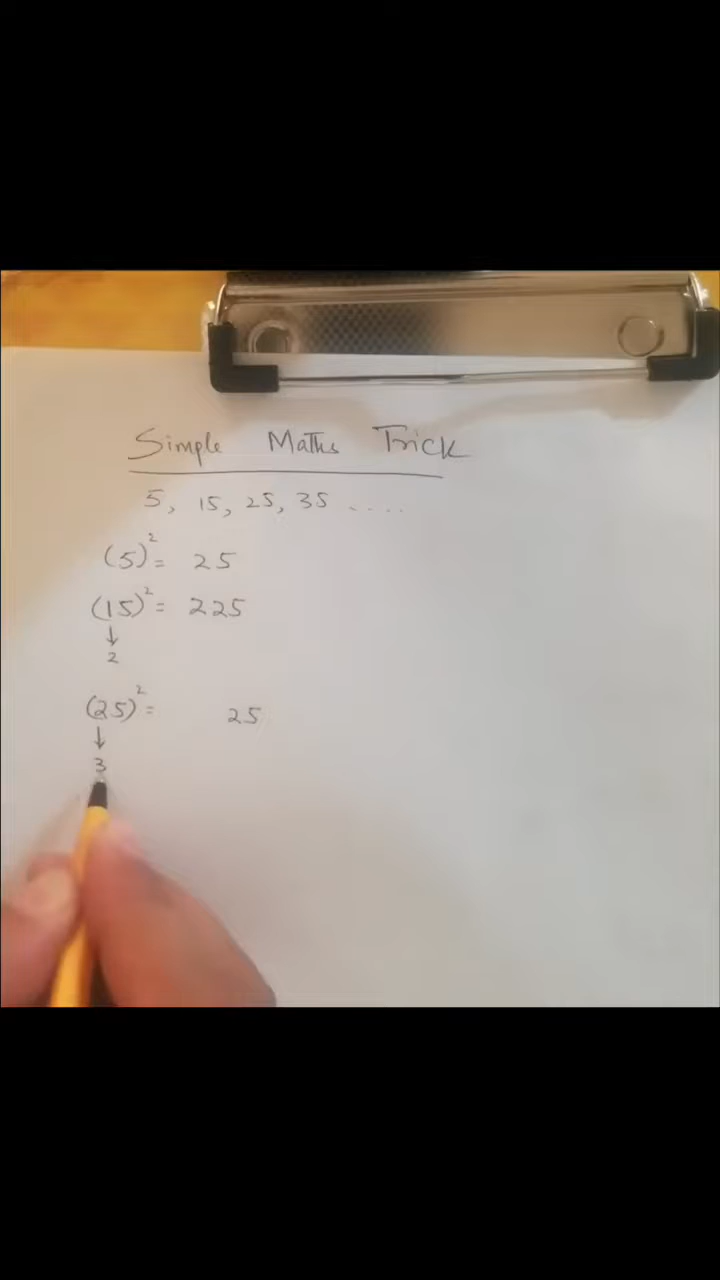 Simple Maths Trick
5, 15, 25, 35 ....
(5)² = 25
(15)² = 225
↓
2
(25)² = 25
↓
3